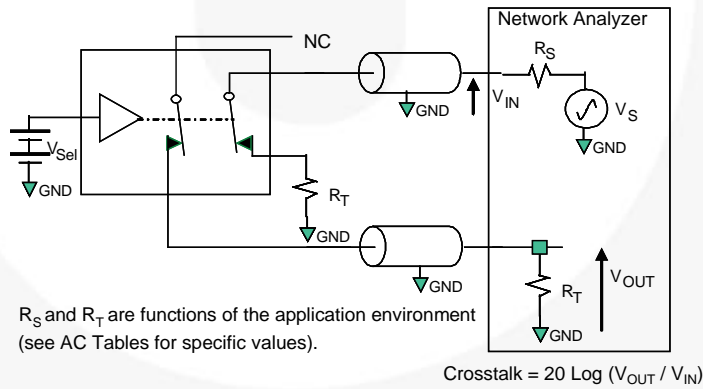 Network Analyzer
NC
R_S
V_IN
V_S
GND
GND
V_Sel
GND
R_T
GND
V_OUT
R_T
GND
GND
R_S and R_T are functions of the application environment
(see AC Tables for specific values).
Crosstalk = 20 Log (V_OUT / V_IN)